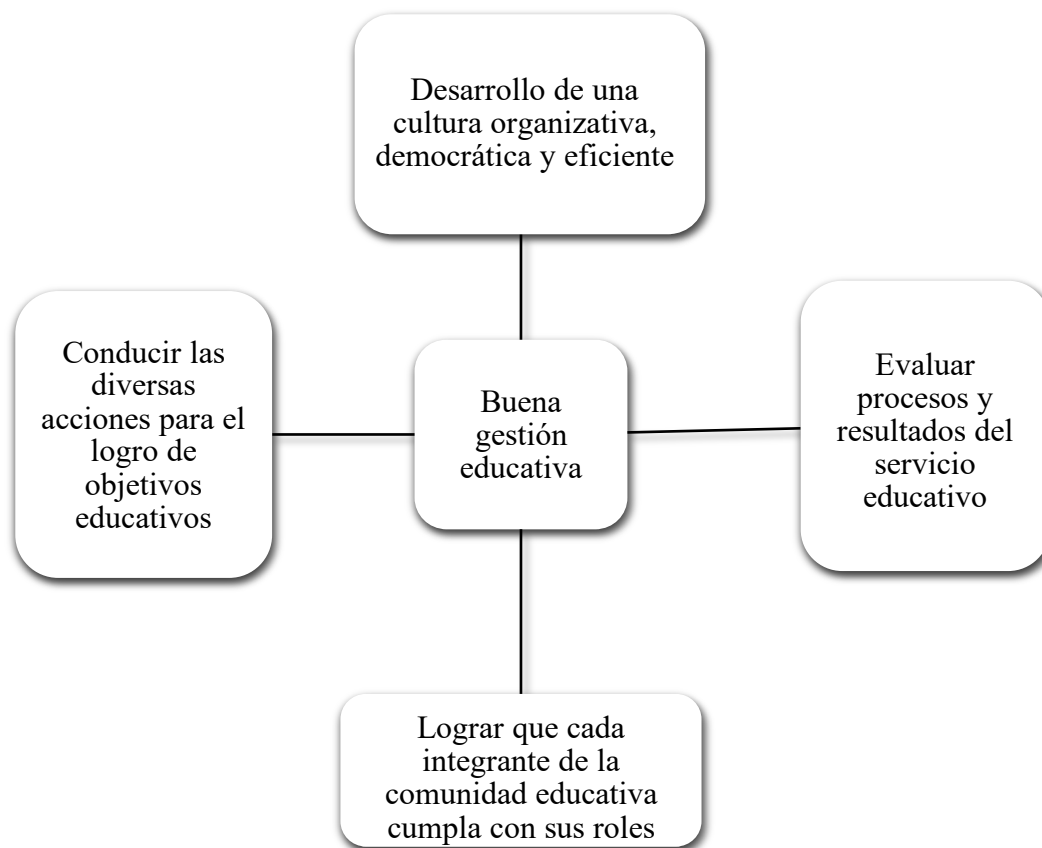 Desarrollo de una
cultura organizativa,
democrática y eficiente
Conducir las
diversas
acciones para el
logro de
objetivos
educativos
Buena
gestión
educativa
Evaluar
procesos y
resultados del
servicio
educativo
Lograr que cada
integrante de la
comunidad educativa
cumpla con sus roles